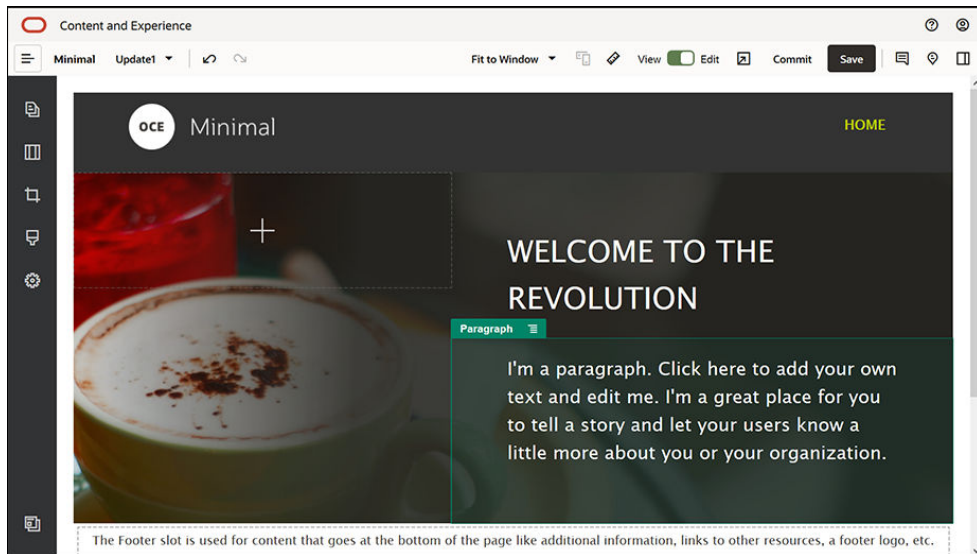 Content and Experience
Minimal Update1 Fit to Window View Edit Commit Save
OCE Minimal HOME
WELCOME TO THE
REVOLUTION
Paragraph
I'm a paragraph. Click here to add your own
text and edit me. I'm a great place for you
to tell a story and let your users know a
little more about you or your organization.
The Footer slot is used for content that goes at the bottom of the page like additional information, links to other resources, a footer logo, etc.